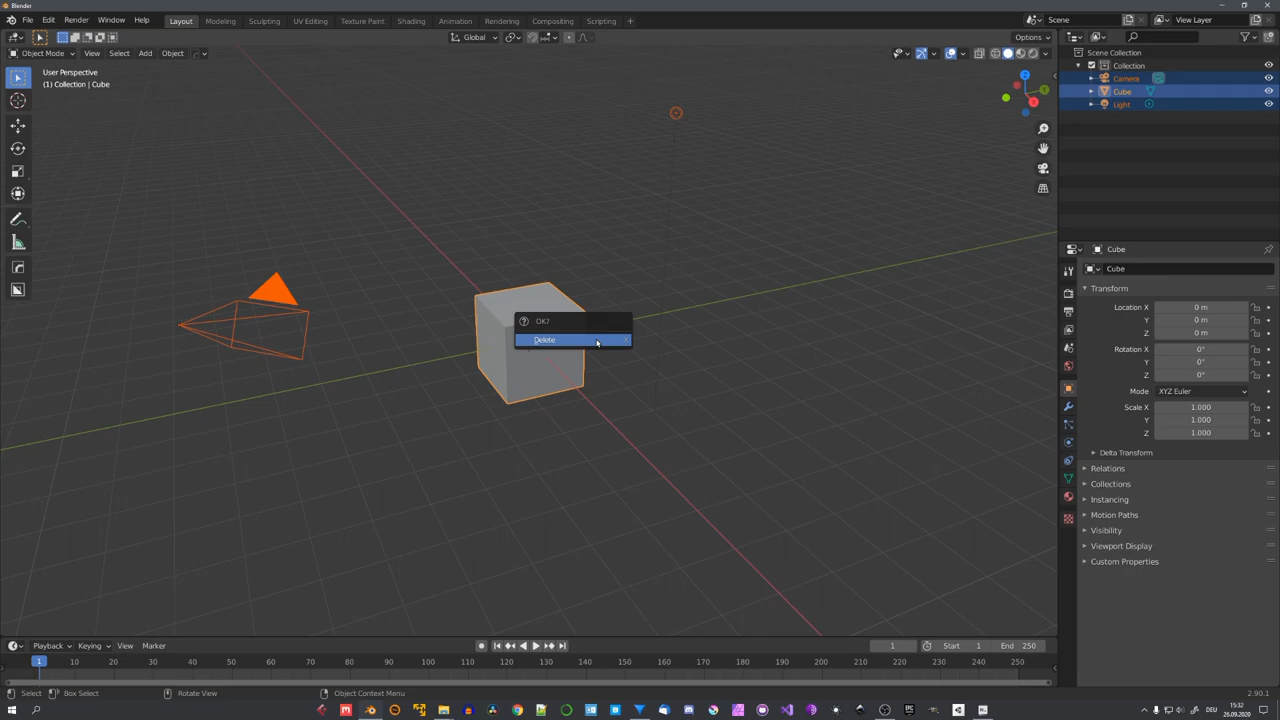 Blender
File Edit Render Window Help Layout Modeling Sculpting UV Editing Texture Paint Shading Animation Rendering Compositing Scripting + Scene View Layer
Global Options
Object Mode View Select Add Object
User Perspective
(1) Collection | Cube
Scene Collection
Collection
Camera
Cube
Light
OK?
Delete X
Cube
Cube
Transform
Location X 0 m
Y 0 m
Z 0 m
Rotation X 0°
Y 0°
Z 0°
Mode XYZ Euler
Scale X 1.000
Y 1.000
Z 1.000
Delta Transform
Relations
Collections
Instancing
Motion Paths
Visibility
Viewport Display
Custom Properties
Playback Keying View Marker 1 Start 1 End 250
1 10 20 30 40 50 60 70 80 90 100 110 120 130 140 150 160 170 180 190 200 210 220 230 240 250
Select Box Select Rotate View Object Context Menu 2.90.1
DEU 15:32
26.09.2020